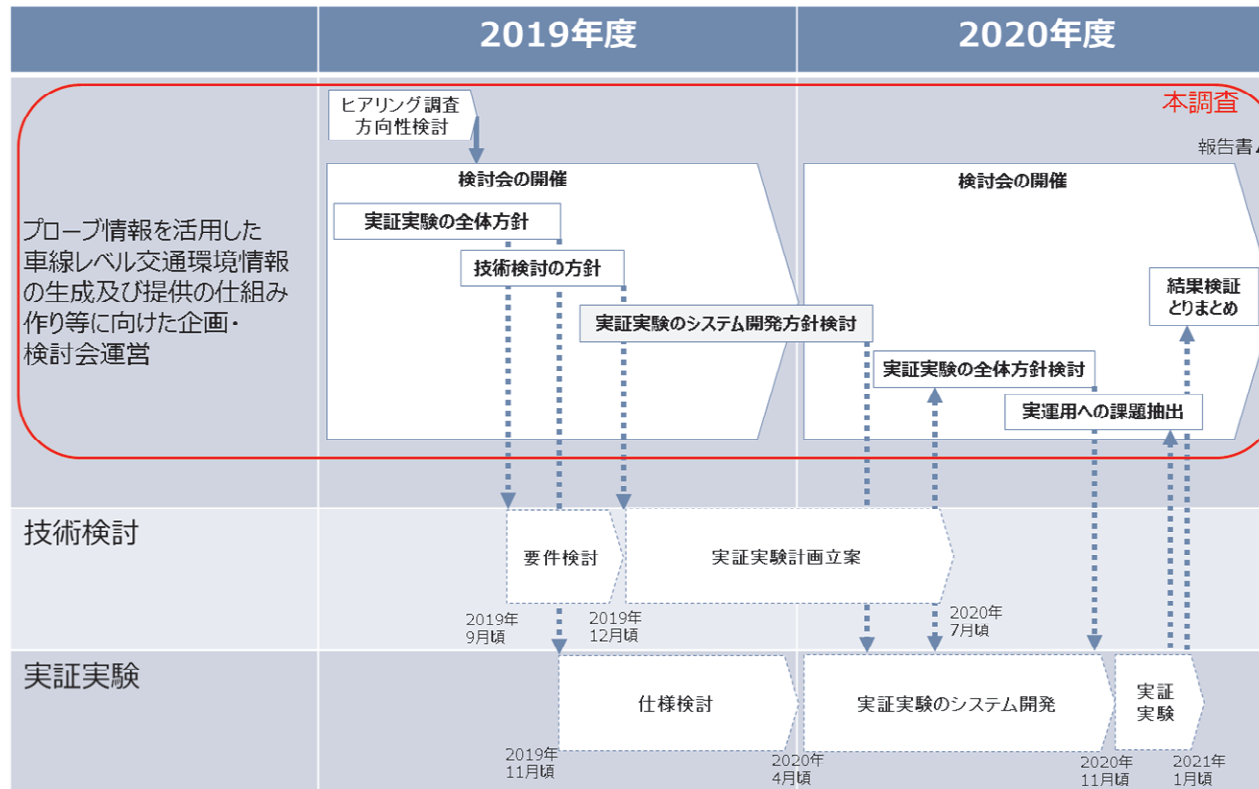 2019年度
2020年度
本調査
ヒアリング調査
方向性検討
報告書
検討会の開催
検討会の開催
プローブ情報を活用した
車線レベル交通環境情報
の生成及び提供の仕組み
作り等に向けた企画・
検討会運営
実証実験の全体方針
技術検討の方針
実証実験のシステム開発方針検討
結果検証
とりまとめ
実証実験の全体方針検討
実運用への課題抽出
技術検討
要件検討
実証実験計画立案
2019年
9月頃
2019年
12月頃
2020年
7月頃
実証実験
仕様検討
実証実験のシステム開発
実証
実験
2019年
11月頃
2020年
4月頃
2020年
11月頃
2021年
1月頃